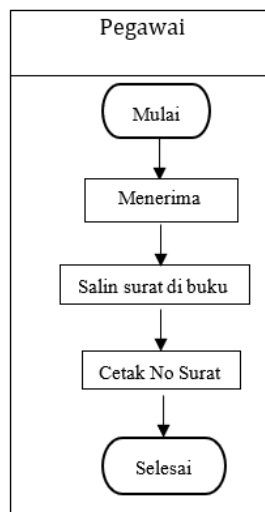 Pegawai
Mulai
Menerima
Salin surat di buku
Cetak No Surat
Selesai